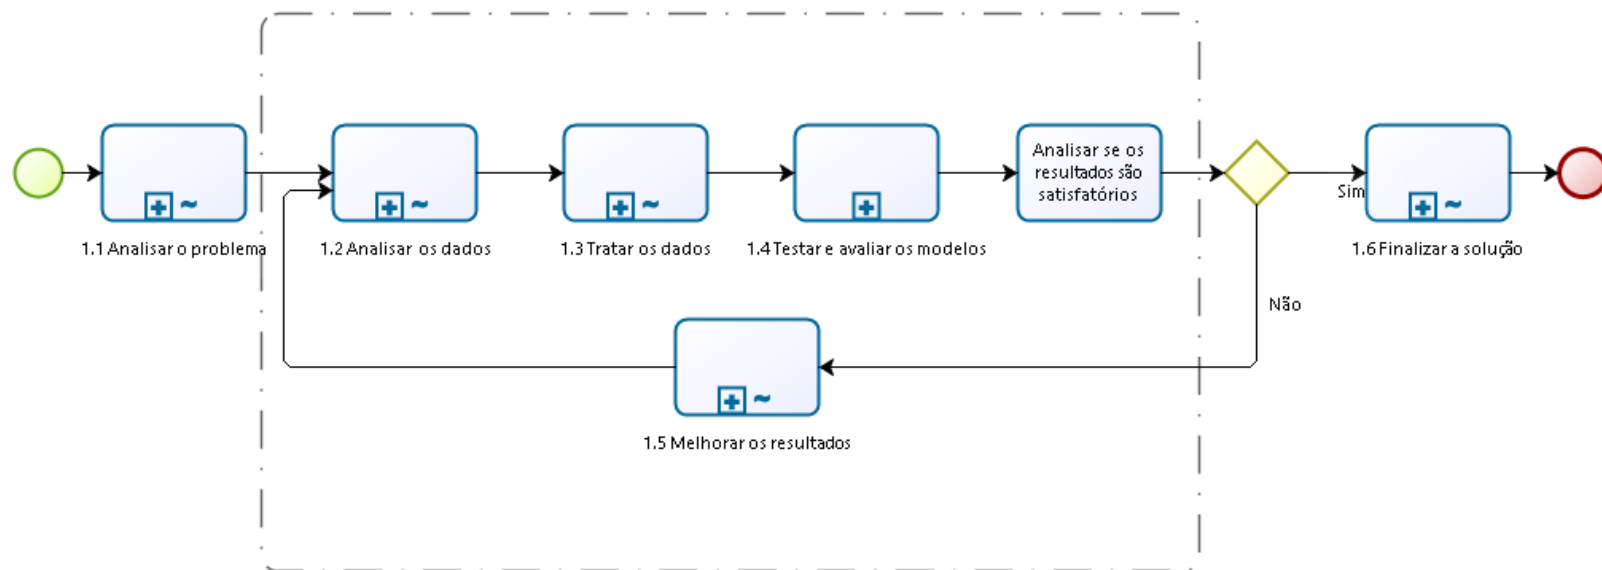 Analisar se os
resultados são
satisfatórios
Sim
1.1 Analisar o problema
1.2 Analisar os dados
1.3 Tratar os dados
1.4 Testar e avaliar os modelos
1.6 Finalizar a solução
Não
1.5 Melhorar os resultados